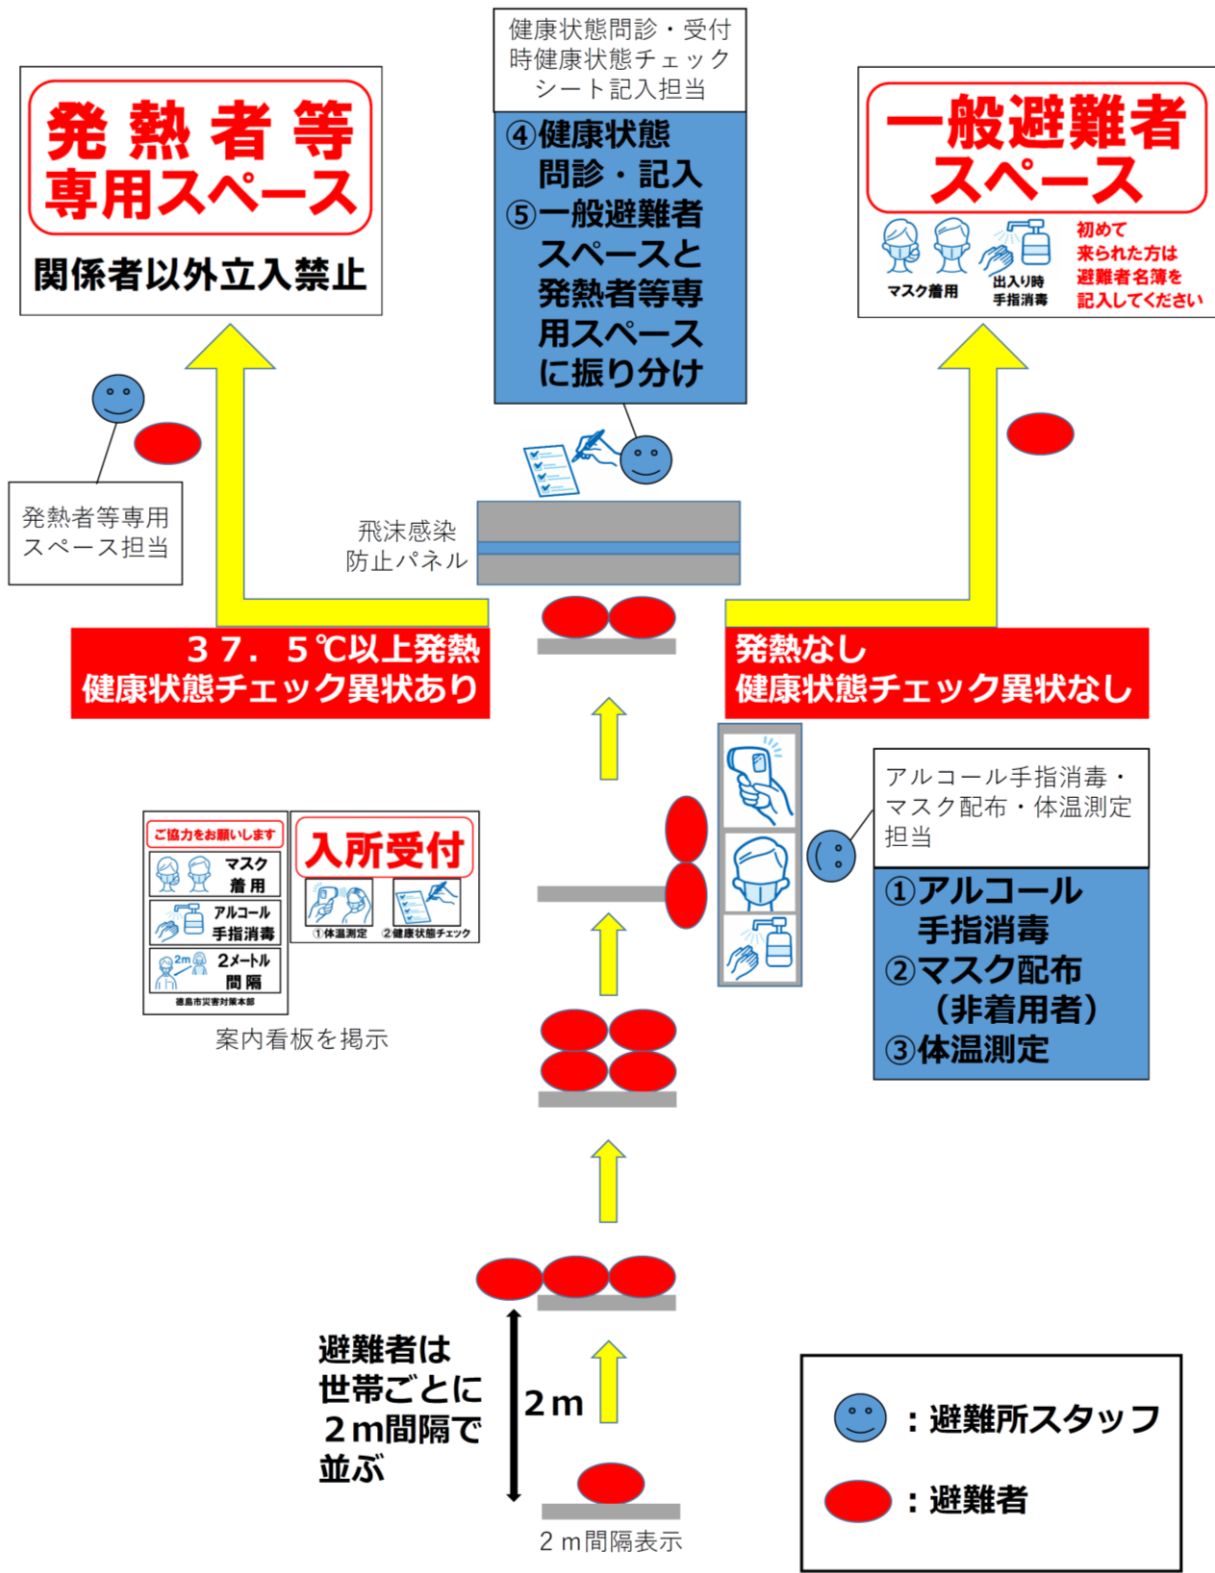 健康状態問診・受付
時健康状態チェック
シート記入担当
④健康状態
問診・記入
⑤一般避難者
スペースと
発熱者等専
用スペース
に振り分け
発熱者等
専用スペース
関係者以外立入禁止
一般避難者
スペース
マスク着用
出入り時
手指消毒
初めて
来られた方は
避難者名簿を
記入してください
発熱者等専用
スペース担当
飛沫感染
防止パネル
３７．５℃以上発熱
健康状態チェック異状あり
発熱なし
健康状態チェック異状なし
アルコール手指消毒・
マスク配布・体温測定
担当
①アルコール
手指消毒
②マスク配布
（非着用者）
③体温測定
ご協力をお願いします
マスク
着用
アルコール
手指消毒
2m
2メートル
間隔
徳島市災害対策本部
入所受付
①体温測定
②健康状態チェック
案内看板を掲示
避難者は
世帯ごとに
２ｍ間隔で
並ぶ
２ｍ
２ｍ間隔表示
：避難所スタッフ
：避難者